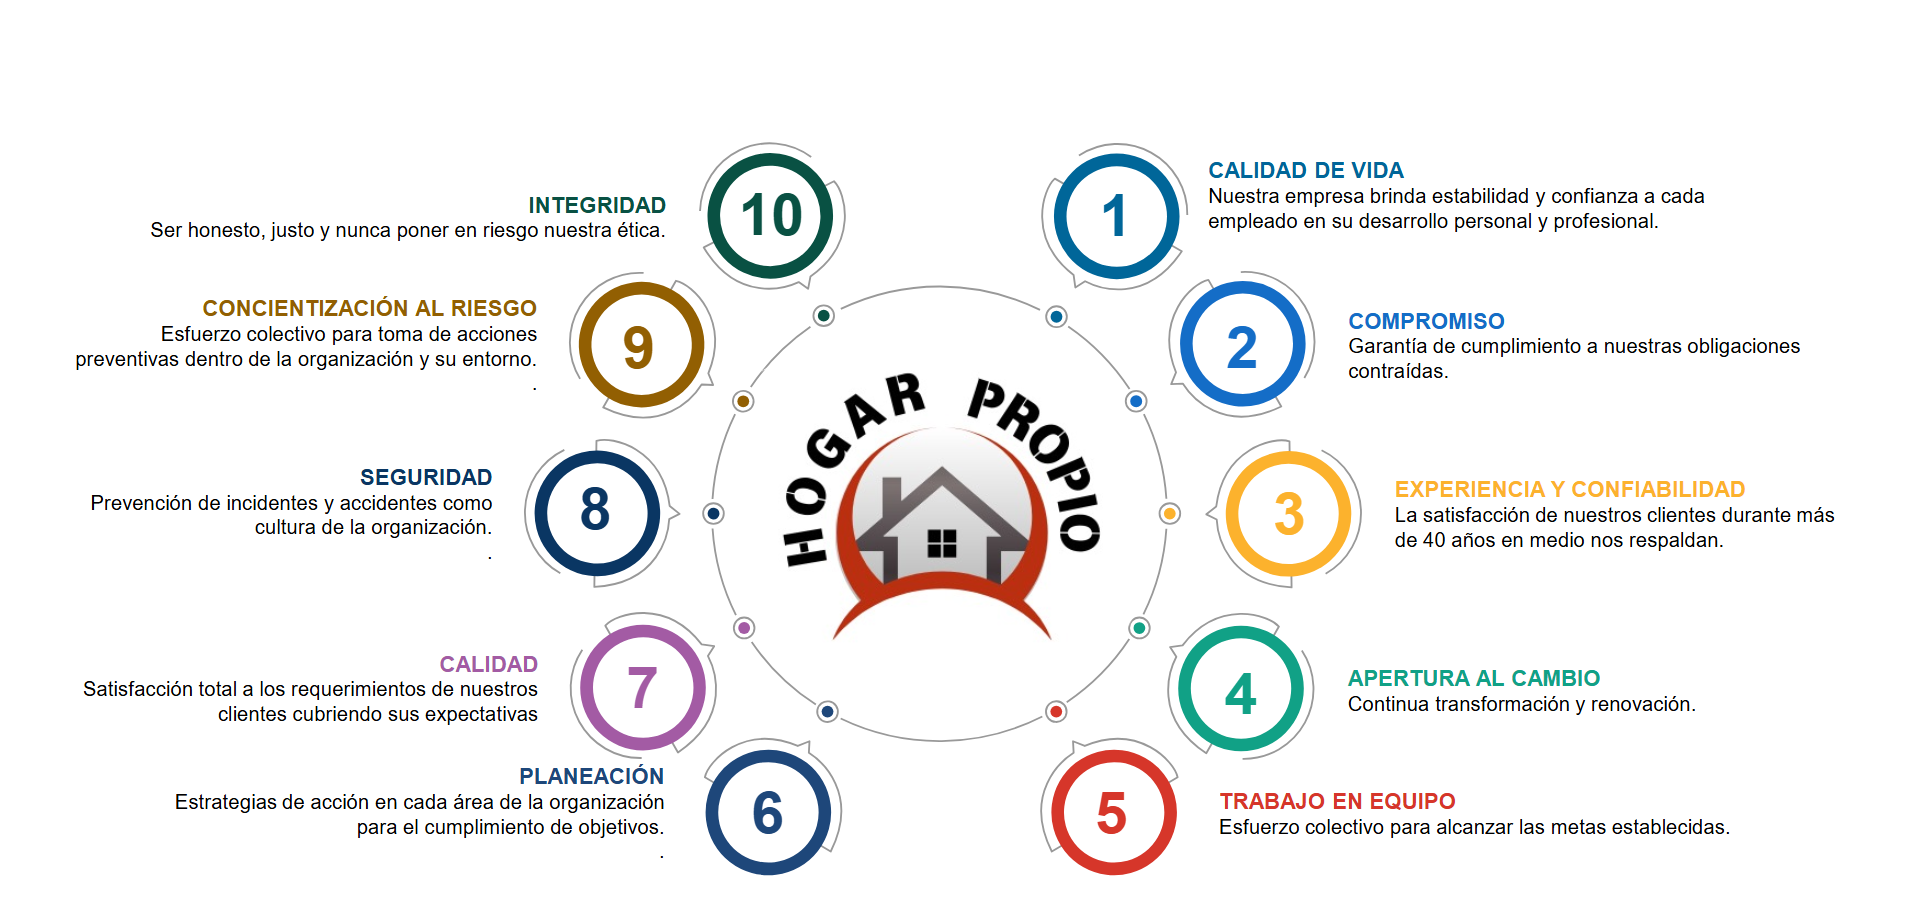 HOGAR PROPIO
1
CALIDAD DE VIDA
Nuestra empresa brinda estabilidad y confianza a cada
empleado en su desarrollo personal y profesional.
2
COMPROMISO
Garantía de cumplimiento a nuestras obligaciones
contraídas.
3
EXPERIENCIA Y CONFIABILIDAD
La satisfacción de nuestros clientes durante más
de 40 años en medio nos respaldan.
4
APERTURA AL CAMBIO
Continua transformación y renovación.
5
TRABAJO EN EQUIPO
Esfuerzo colectivo para alcanzar las metas establecidas.
6
PLANEACIÓN
Estrategias de acción en cada área de la organización
para el cumplimiento de objetivos.
.
7
CALIDAD
Satisfacción total a los requerimientos de nuestros
clientes cubriendo sus expectativas
8
SEGURIDAD
Prevención de incidentes y accidentes como
cultura de la organización.
.
9
CONCIENTIZACIÓN AL RIESGO
Esfuerzo colectivo para toma de acciones
preventivas dentro de la organización y su entorno.
.
10
INTEGRIDAD
Ser honesto, justo y nunca poner en riesgo nuestra ética.